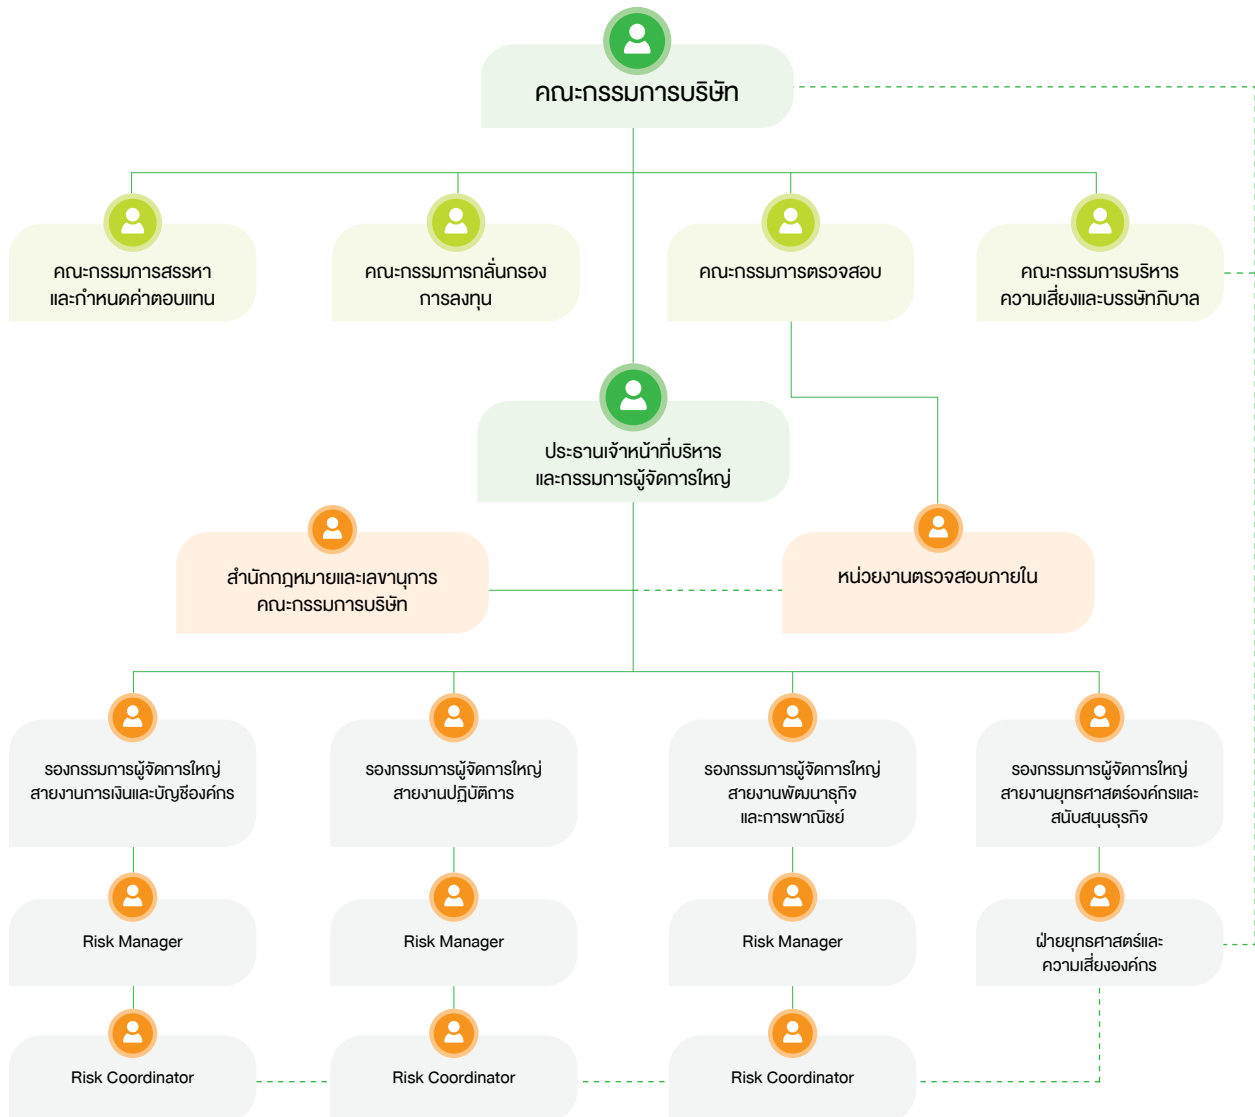 คณะกรรมการบริษัท
คณะกรรมการสรรหา
และกำหนดค่าตอบแทน
คณะกรรมการกลั่นกรอง
การลงทุน
คณะกรรมการตรวจสอบ
คณะกรรมการบริหาร
ความเสี่ยงและบรรษัทภิบาล
ประธานเจ้าหน้าที่บริหาร
และกรรมการผู้จัดการใหญ่
สำนักกฎหมายและเลขานุการ
คณะกรรมการบริษัท
หน่วยงานตรวจสอบภายใน
รองกรรมการผู้จัดการใหญ่
สายงานการเงินและบัญชีองค์กร
รองกรรมการผู้จัดการใหญ่
สายงานปฏิบัติการ
รองกรรมการผู้จัดการใหญ่
สายงานพัฒนาธุรกิจ
และการพาณิชย์
รองกรรมการผู้จัดการใหญ่
สายงานยุทธศาสตร์องค์กรและ
สนับสนุนธุรกิจ
Risk Manager
Risk Manager
Risk Manager
ฝ่ายยุทธศาสตร์และ
ความเสี่ยงองค์กร
Risk Coordinator
Risk Coordinator
Risk Coordinator